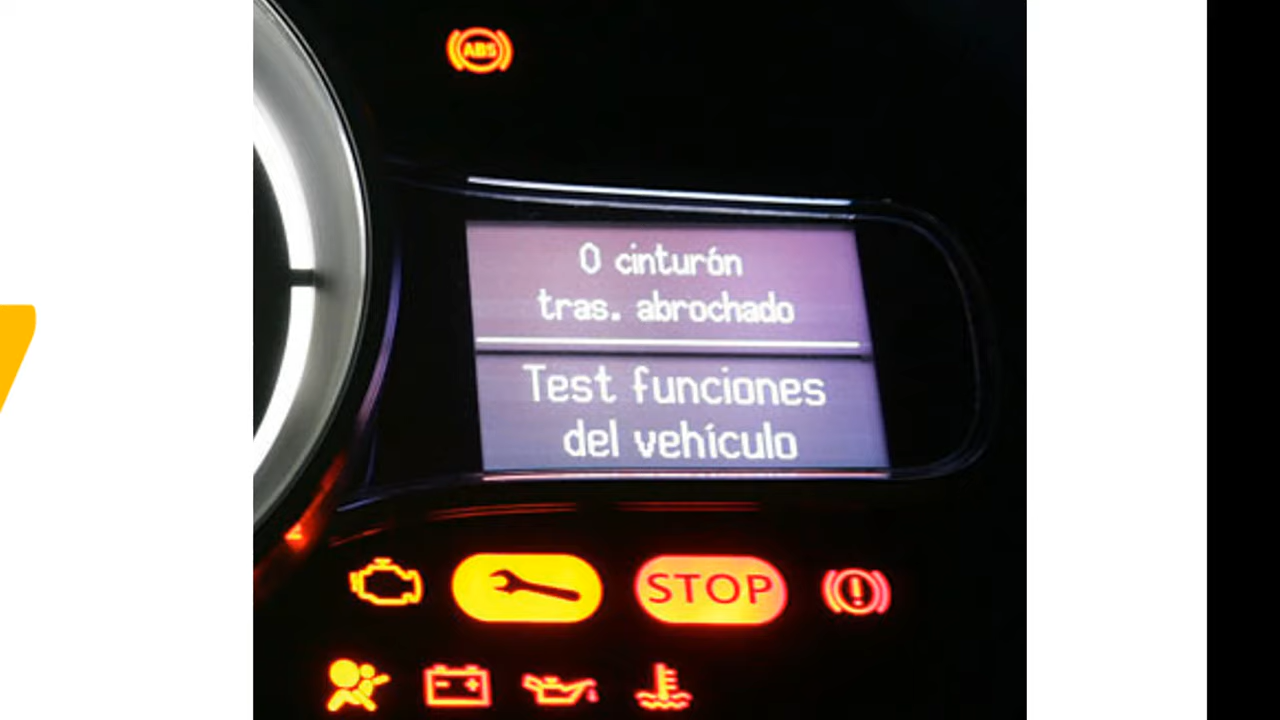 ABS
0 cinturón
tras. abrochado
Test funciones
del vehículo
STOP